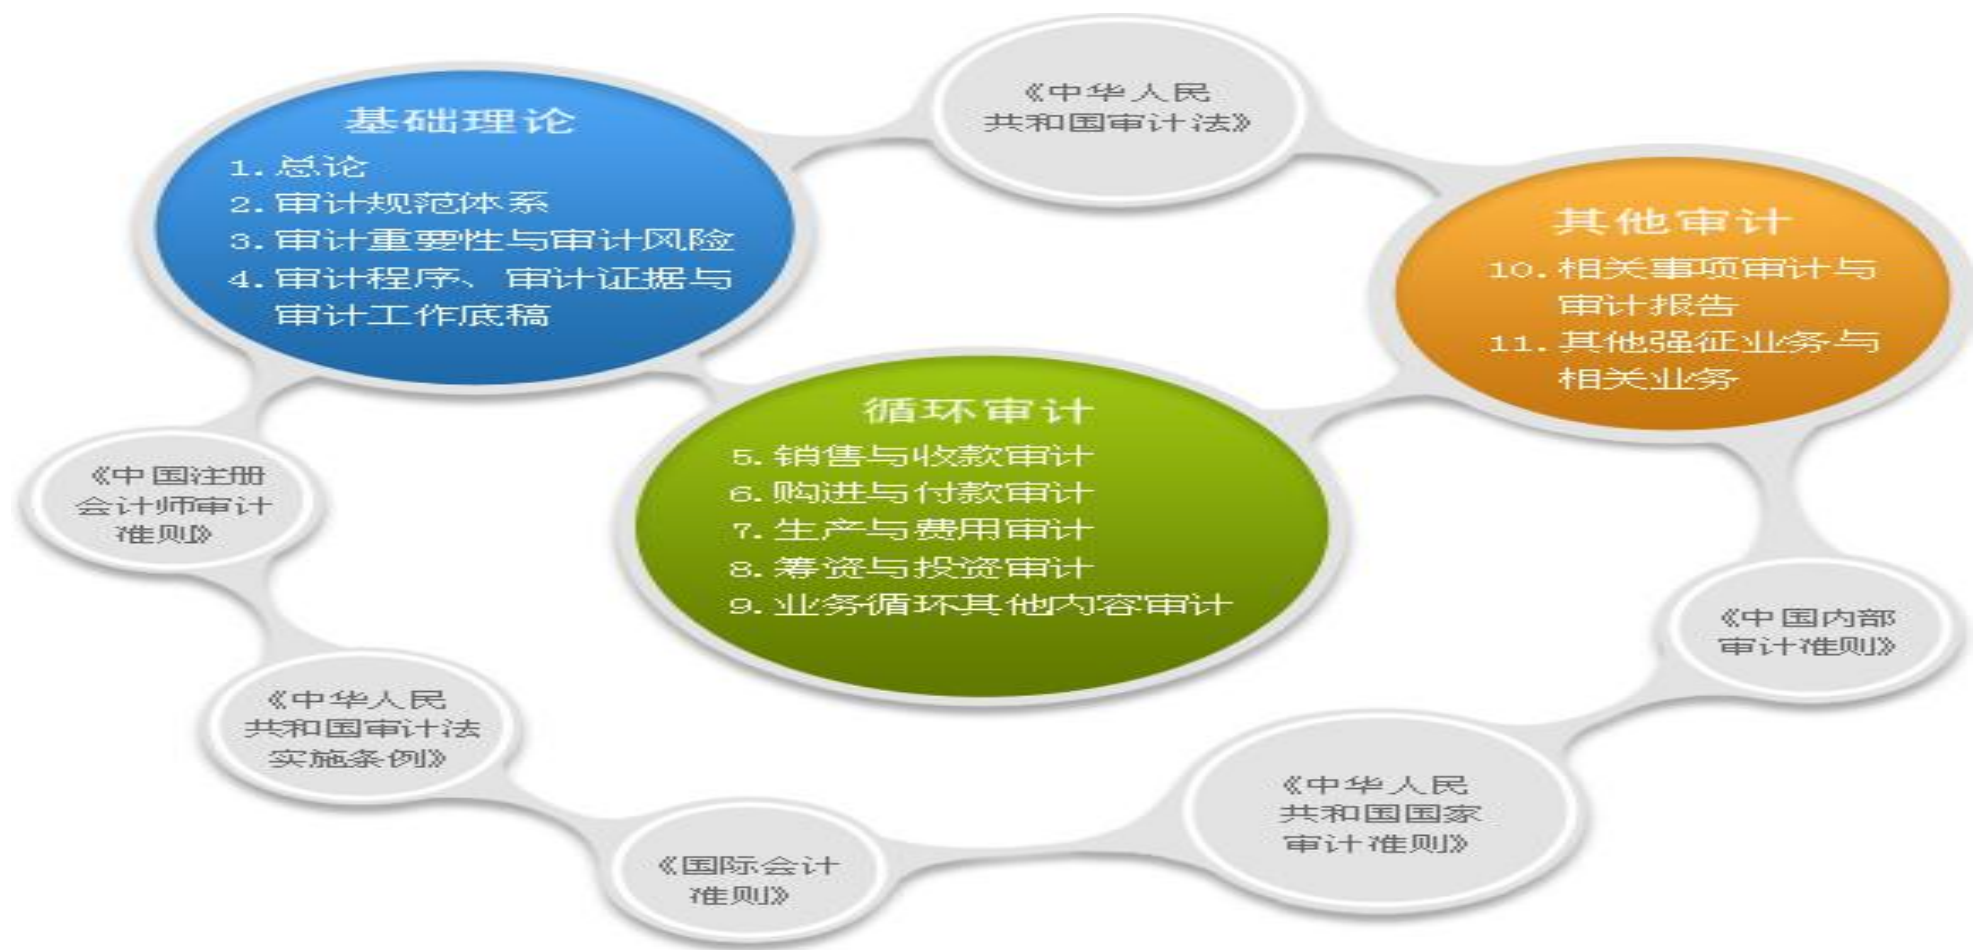 基础理论
1.总论
2.审计规范体系
3.审计重要性与审计风险
4.审计程序、审计证据与
审计工作底稿
《中华人民
共和国审计法》
其他审计
10.相关事项审计与
审计报告
11.其他强征业务与
相关业务
循环审计
5.销售与收款审计
6.购进与付款审计
7.生产与费用审计
8.筹资与投资审计
9.业务循环其他内容审计
《中国注册
会计师审计
准则》
《中华人民
共和国审计法
实施条例》
《国际会计
准则》
《中华人民
共和国国家
审计准则》
《中国内部
审计准则》